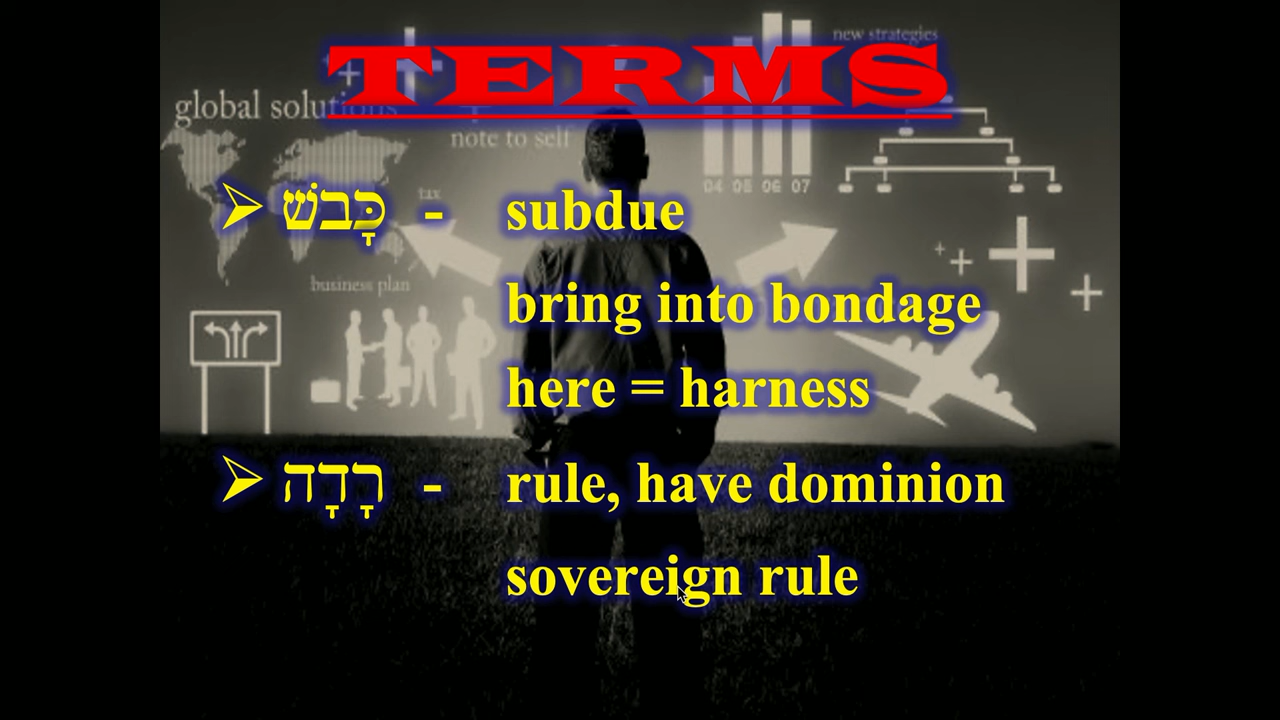 new strategies
TERMS
global solutions
note to self
04 05 06 07
➢ כָּבשׁ - subdue
tax
business plan
bring into bondage
here = harness
➢ רָדָה - rule, have dominion
sovereign rule